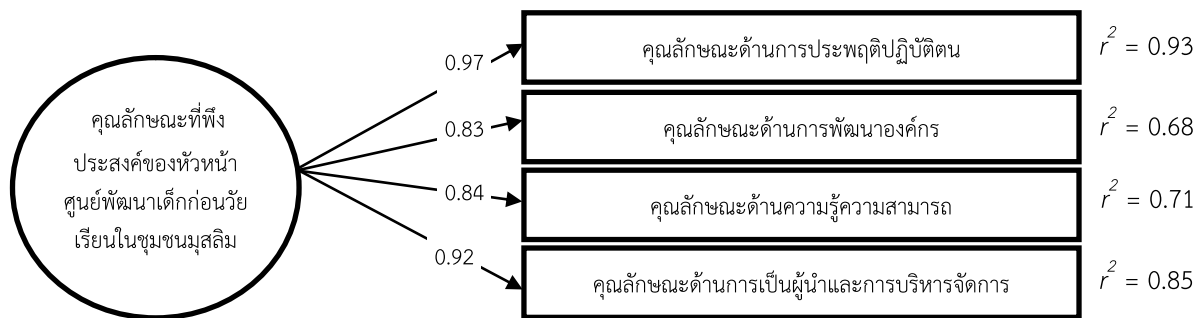 คุณลักษณะที่พึง
ประสงค์ของหัวหน้า
ศูนย์พัฒนาเด็กก่อนวัย
เรียนในชุมชนมุสลิม
0.97
0.83
0.84
0.92
คุณลักษณะด้านการประพฤติปฏิบัติตน
r² = 0.93
คุณลักษณะด้านการพัฒนาองค์กร
r² = 0.68
คุณลักษณะด้านความรู้ความสามารถ
r² = 0.71
คุณลักษณะด้านการเป็นผู้นำและการบริหารจัดการ
r² = 0.85